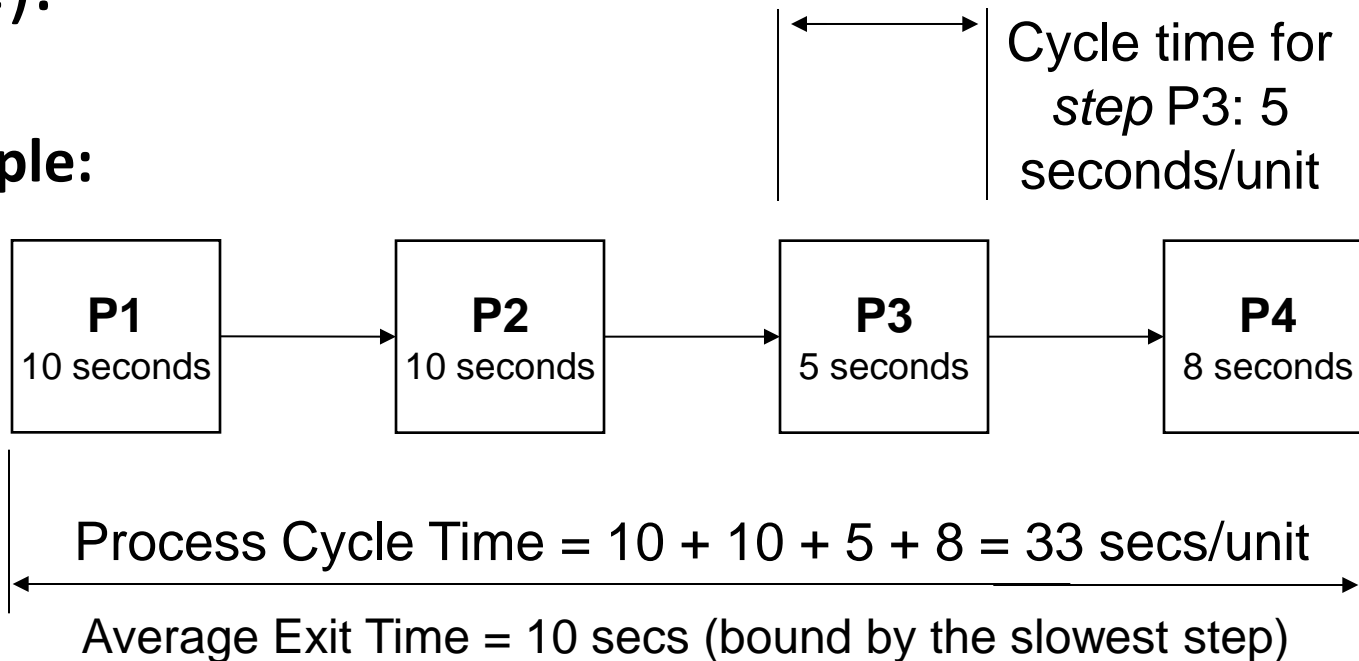 Cycle time for
step P3: 5
seconds/unit
P1
10 seconds
P2
10 seconds
P3
5 seconds
P4
8 seconds
Process Cycle Time = 10 + 10 + 5 + 8 = 33 secs/unit
Average Exit Time = 10 secs (bound by the slowest step)